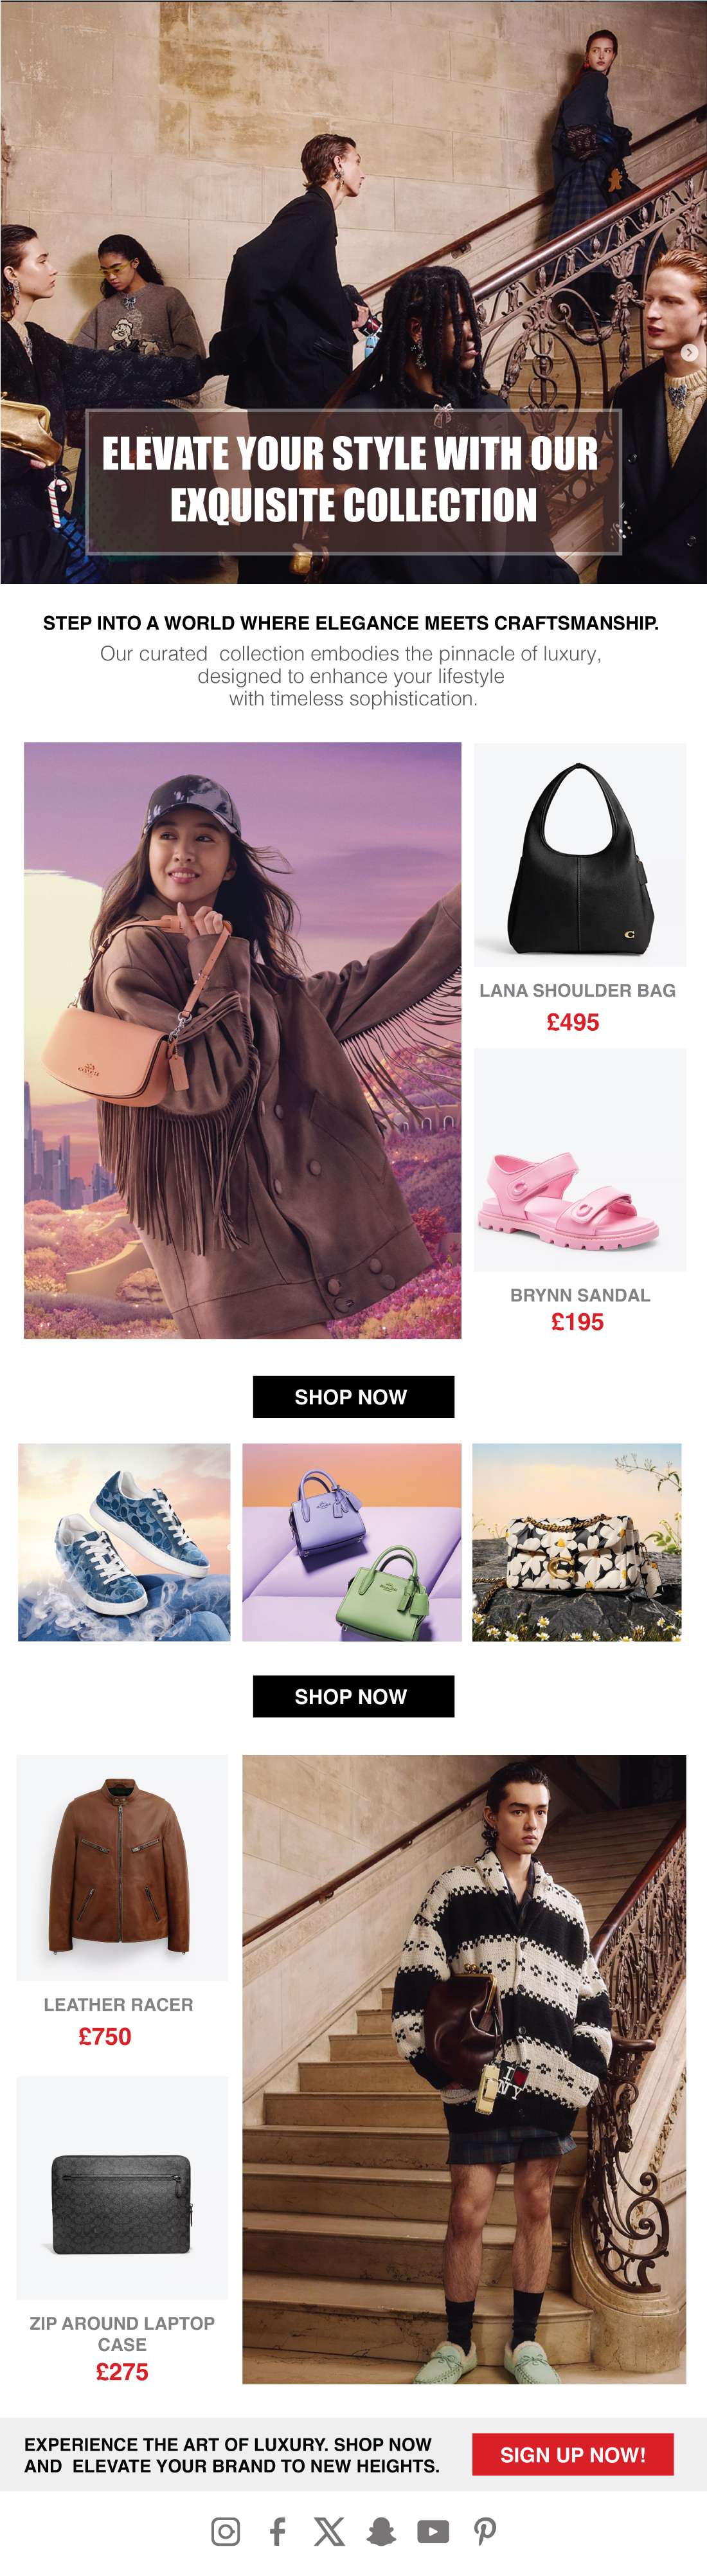 ELEVATE YOUR STYLE WITH OUR
EXQUISITE COLLECTION
STEP INTO A WORLD WHERE ELEGANCE MEETS CRAFTSMANSHIP.
Our curated  collection embodies the pinnacle of luxury,
designed to enhance your lifestyle
with timeless sophistication.
COACH
C
LANA SHOULDER BAG
£495
BRYNN SANDAL
£195
SHOP NOW
SHOP NOW
LEATHER RACER
£750
I
NY
ZIP AROUND LAPTOP
CASE
£275
EXPERIENCE THE ART OF LUXURY. SHOP NOW
AND  ELEVATE YOUR BRAND TO NEW HEIGHTS.
SIGN UP NOW!